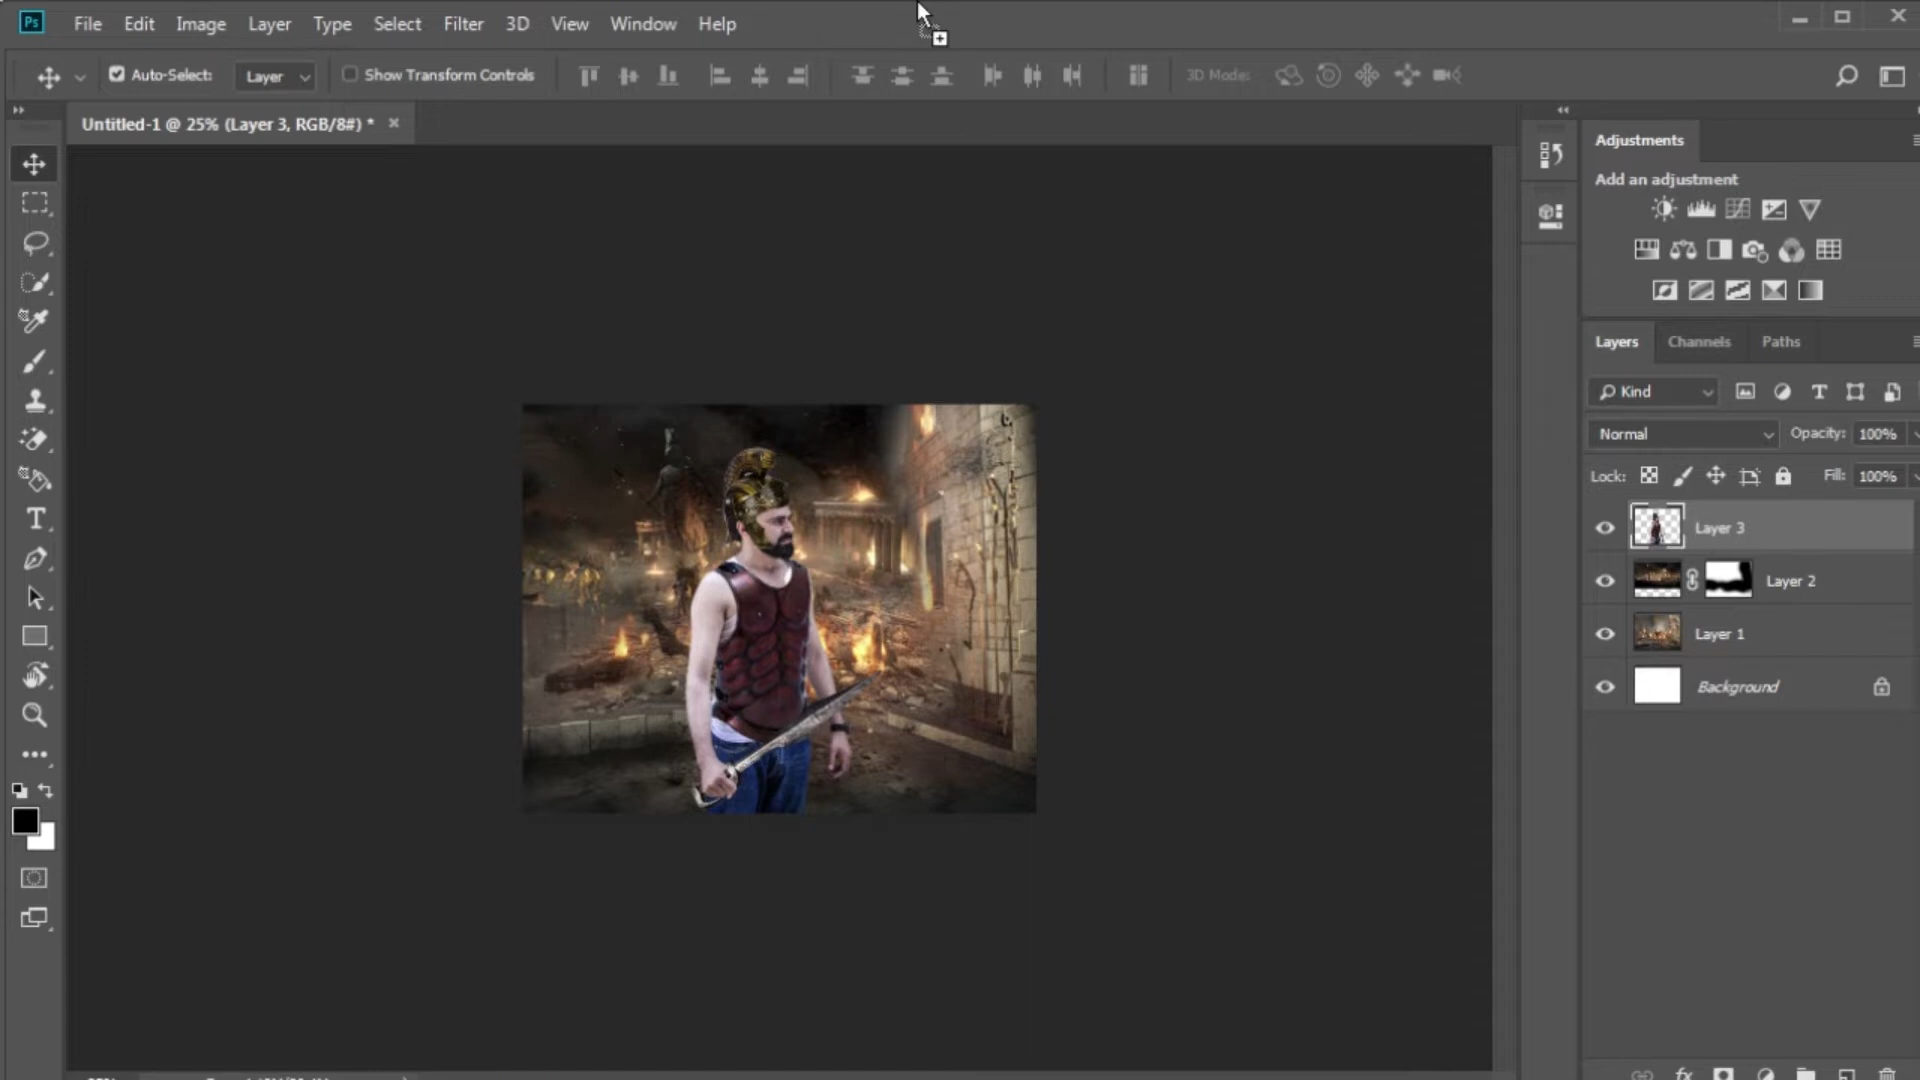 Ps File Edit Image Layer Type Select Filter 3D View Window Help
Auto-Select: Layer Show Transform Controls 3D Mode:
Untitled-1 @ 25% (Layer 3, RGB/8#) *
Adjustments
Add an adjustment
Layers Channels Paths
Kind
Normal Opacity: 100%
Lock: Fill: 100%
Layer 3
Layer 2
Layer 1
Background
fx